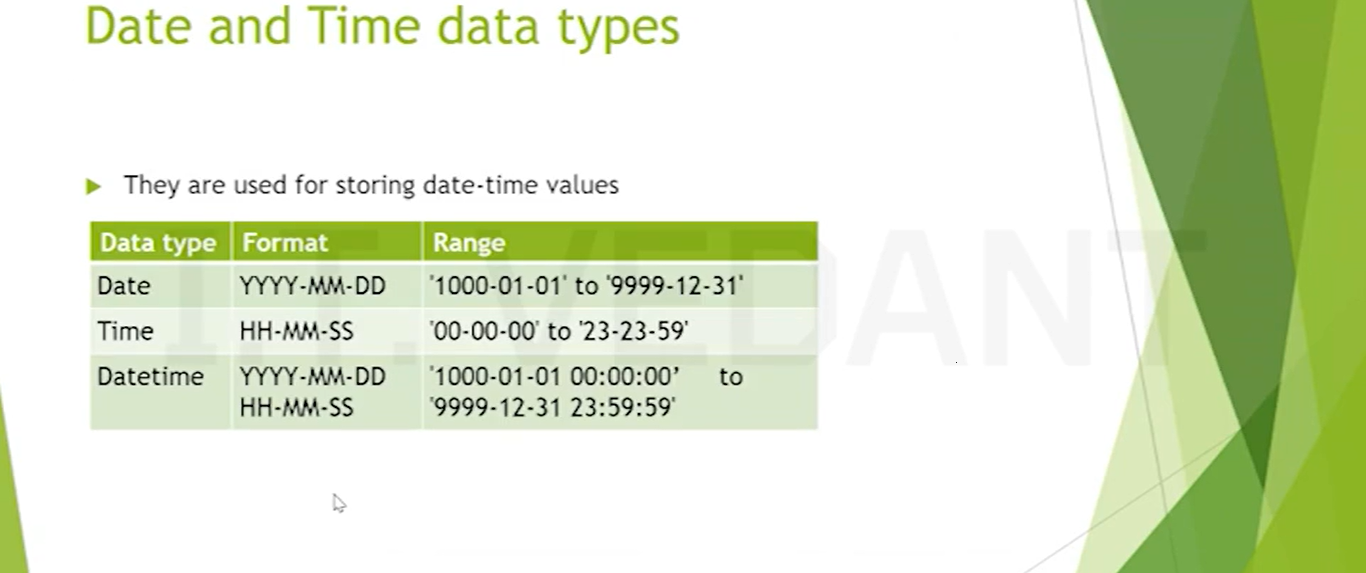 Date and Time data types
They are used for storing date-time values
Data type Format Range
Date YYYY-MM-DD '1000-01-01' to '9999-12-31'
Time HH-MM-SS '00-00-00' to '23-23-59'
Datetime YYYY-MM-DD '1000-01-01 00:00:00’ to
HH-MM-SS '9999-12-31 23:59:59'
I.T. VEDANT